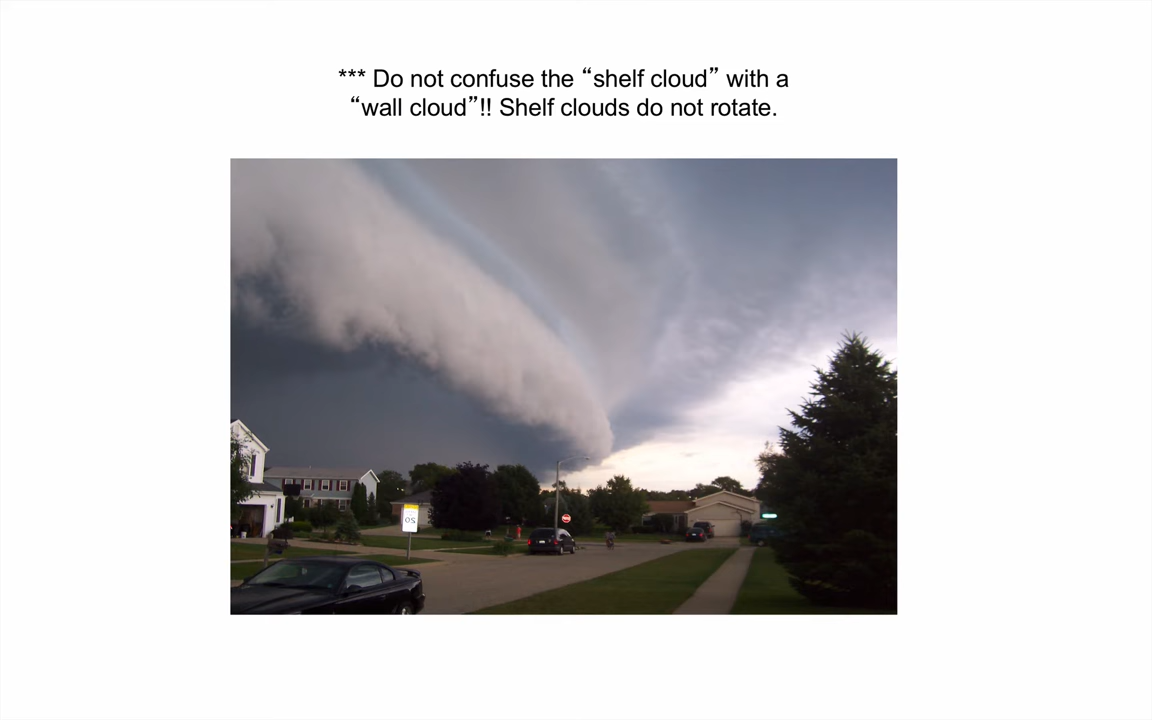 *** Do not confuse the “shelf cloud” with a
“wall cloud”!! Shelf clouds do not rotate.